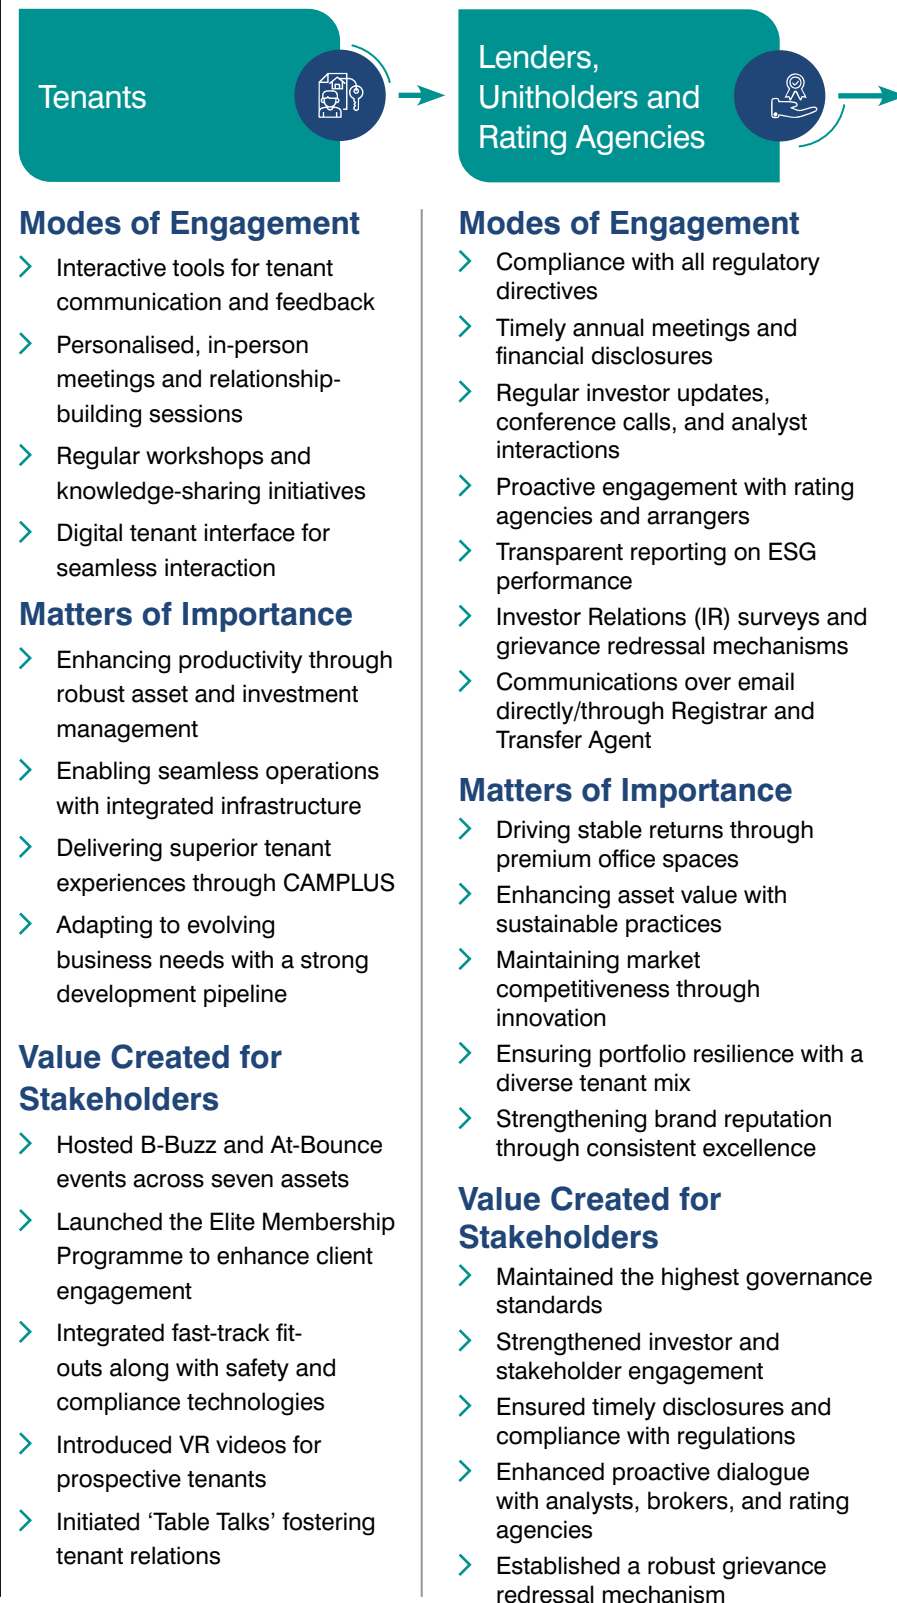 Tenants
Modes of Engagement
Interactive tools for tenant
communication and feedback
Personalised, in-person
meetings and relationship-
building sessions
Regular workshops and
knowledge-sharing initiatives
Digital tenant interface for
seamless interaction
Matters of Importance
Enhancing productivity through
robust asset and investment
management
Enabling seamless operations
with integrated infrastructure
Delivering superior tenant
experiences through CAMPLUS
Adapting to evolving
business needs with a strong
development pipeline
Value Created for
Stakeholders
Hosted B-Buzz and At-Bounce
events across seven assets
Launched the Elite Membership
Programme to enhance client
engagement
Integrated fast-track fit-
outs along with safety and
compliance technologies
Introduced VR videos for
prospective tenants
Initiated ‘Table Talks’ fostering
tenant relations
Lenders,
Unitholders and
Rating Agencies
Modes of Engagement
Compliance with all regulatory
directives
Timely annual meetings and
financial disclosures
Regular investor updates,
conference calls, and analyst
interactions
Proactive engagement with rating
agencies and arrangers
Transparent reporting on ESG
performance
Investor Relations (IR) surveys and
grievance redressal mechanisms
Communications over email
directly/through Registrar and
Transfer Agent
Matters of Importance
Driving stable returns through
premium office spaces
Enhancing asset value with
sustainable practices
Maintaining market
competitiveness through
innovation
Ensuring portfolio resilience with a
diverse tenant mix
Strengthening brand reputation
through consistent excellence
Value Created for
Stakeholders
Maintained the highest governance
standards
Strengthened investor and
stakeholder engagement
Ensured timely disclosures and
compliance with regulations
Enhanced proactive dialogue
with analysts, brokers, and rating
agencies
Established a robust grievance
redressal mechanism